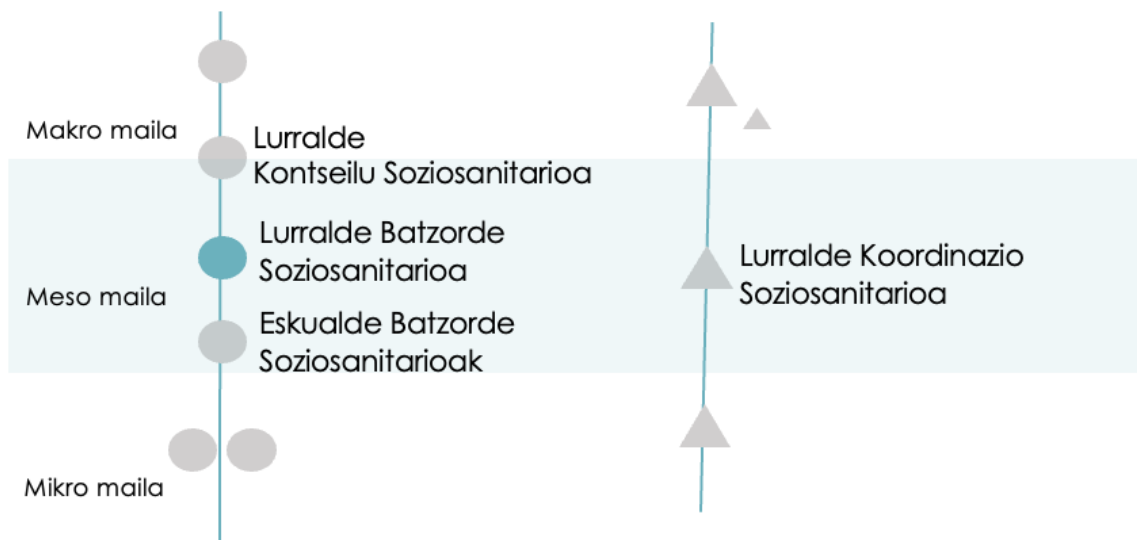 Makro maila
Lurralde
Kontseilu Soziosanitarioa
Lurralde Batzorde
Soziosanitarioa
Meso maila
Eskualde Batzorde
Soziosanitarioak
Lurralde Koordinazio
Soziosanitarioa
Mikro maila